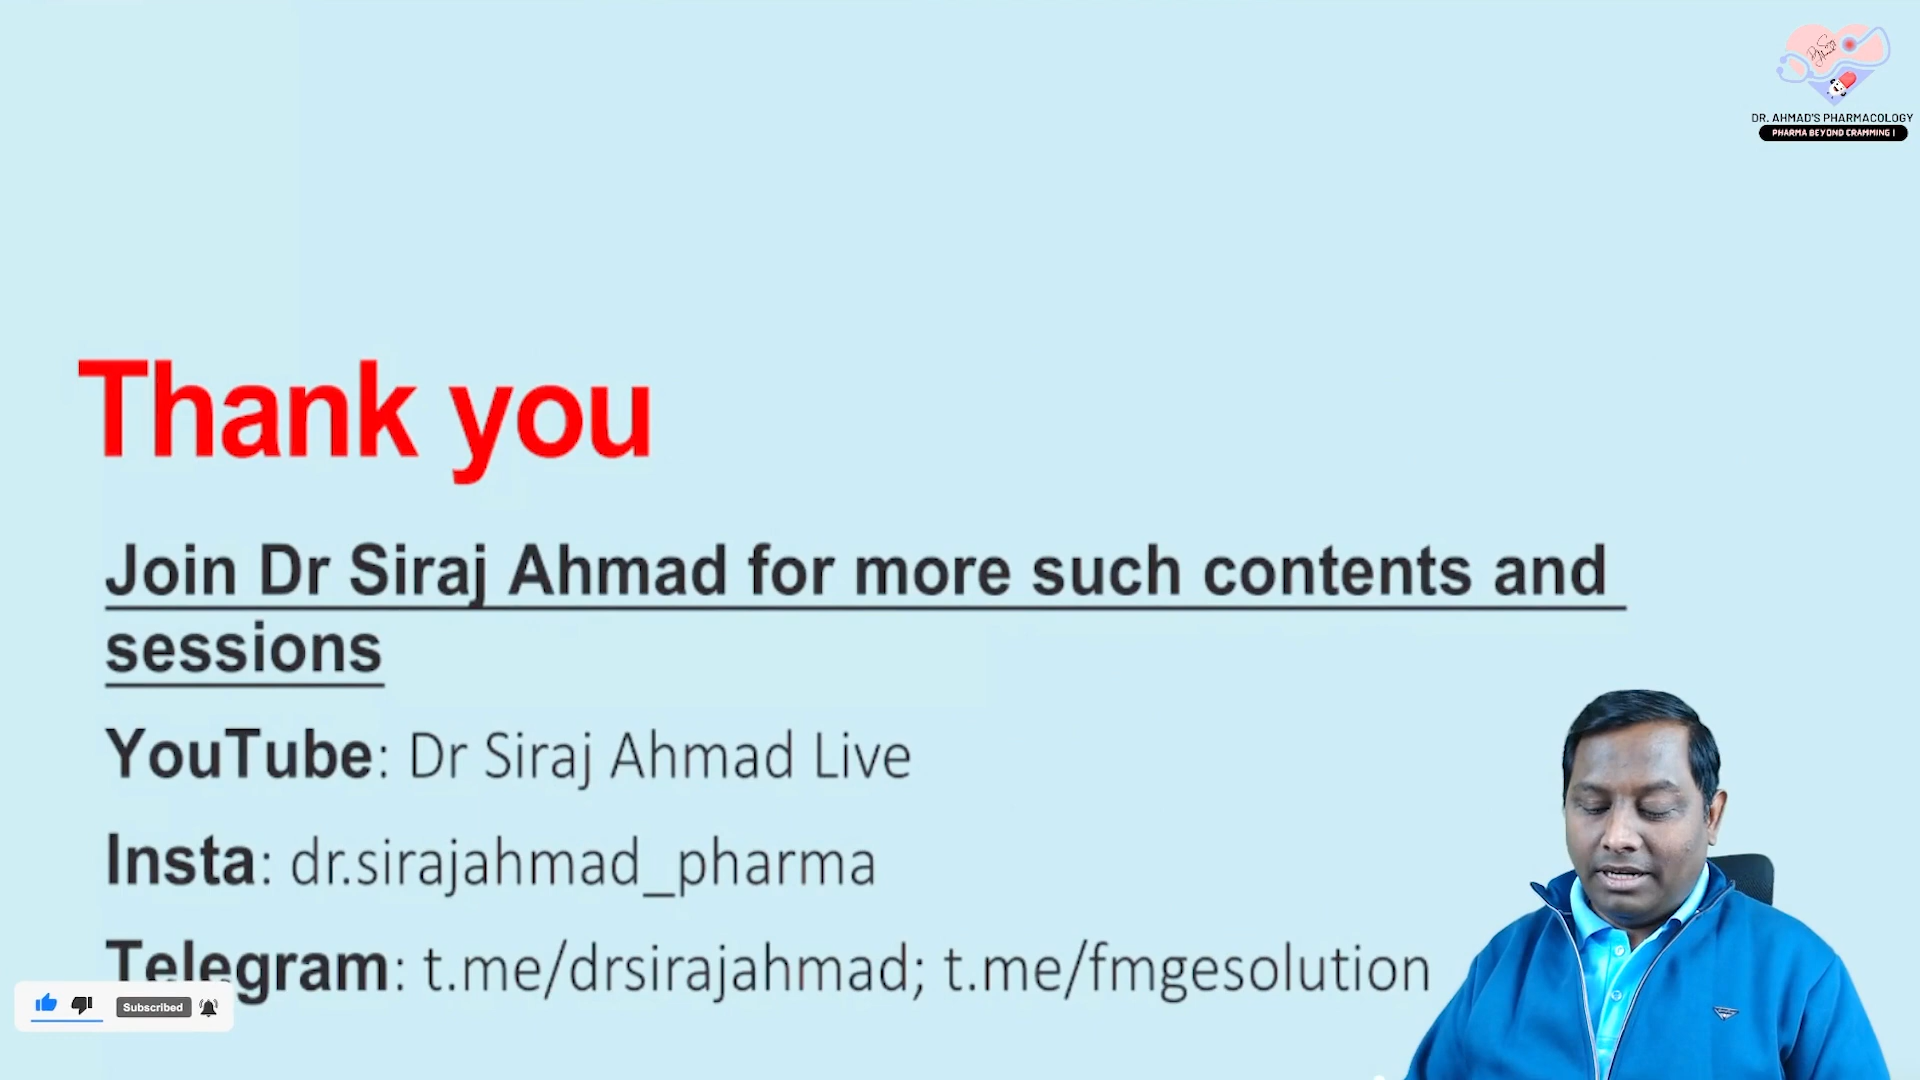 DR. AHMAD'S PHARMACOLOGY
PHARMA BEYOND CRAMMING !
Thank you
Join Dr Siraj Ahmad for more such contents and
sessions
YouTube: Dr Siraj Ahmad Live
Insta: dr.sirajahmad_pharma
Telegram: t.me/drsirajahmad; t.me/fmgesolution
Subscribed